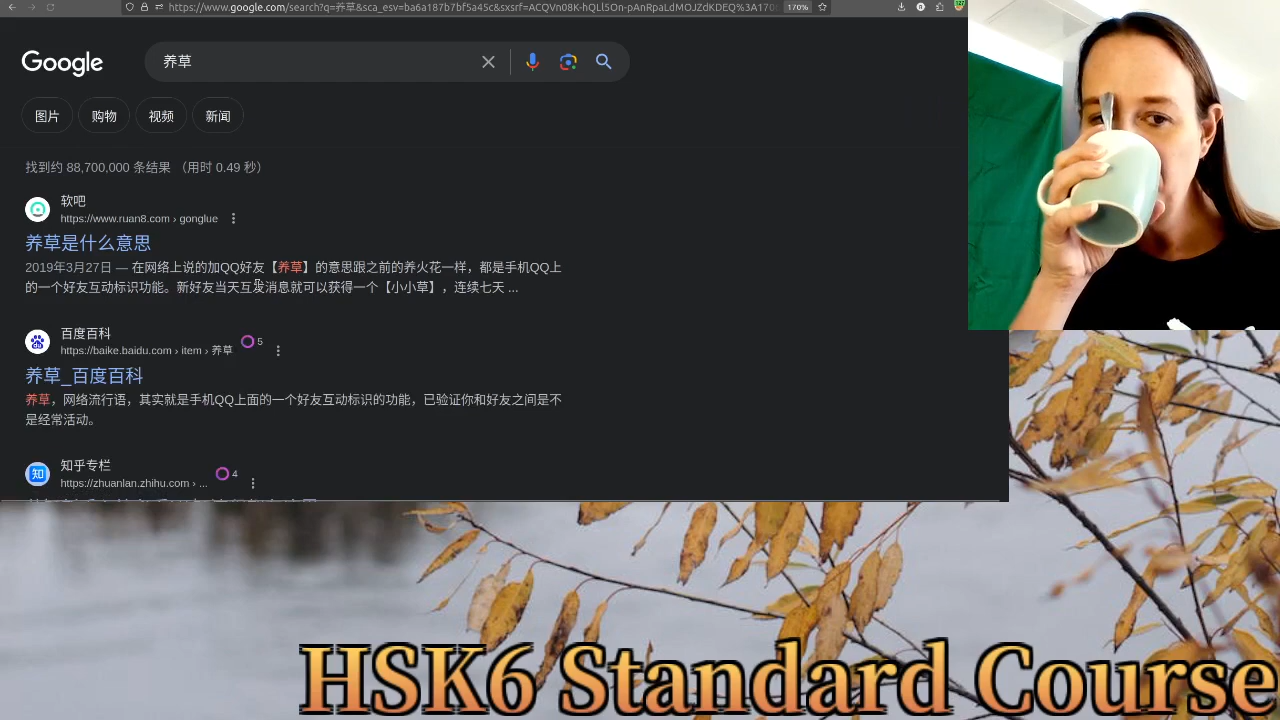 https://www.google.com/search?q=养草&sca_esv=ba6a187b7bf5a45c&sxsrf=
170%
Google
养草
图片 购物 视频 新闻
找到约 88,700,000 条结果 （用时 0.49 秒）
软吧
https://www.ruan8.com › gonglue
养草是什么意思
2019年3月27日 — 在网络上说的加QQ好友【养草】的意思跟之前的养火花一样，都是手机QQ上
的一个好友互动标识功能。新好友当天互发消息就可以获得一个【小小草】，连续七天 ...
百度百科
5
https://baike.baidu.com › item › 养草
养草_百度百科
养草，网络流行语，其实就是手机QQ上面的一个好友互动标识的功能，已验证你和好友之间是不
是经常活动。
知 知乎专栏
4
https://zhuanlan.zhihu.com › ...
HSK6 Standard Course